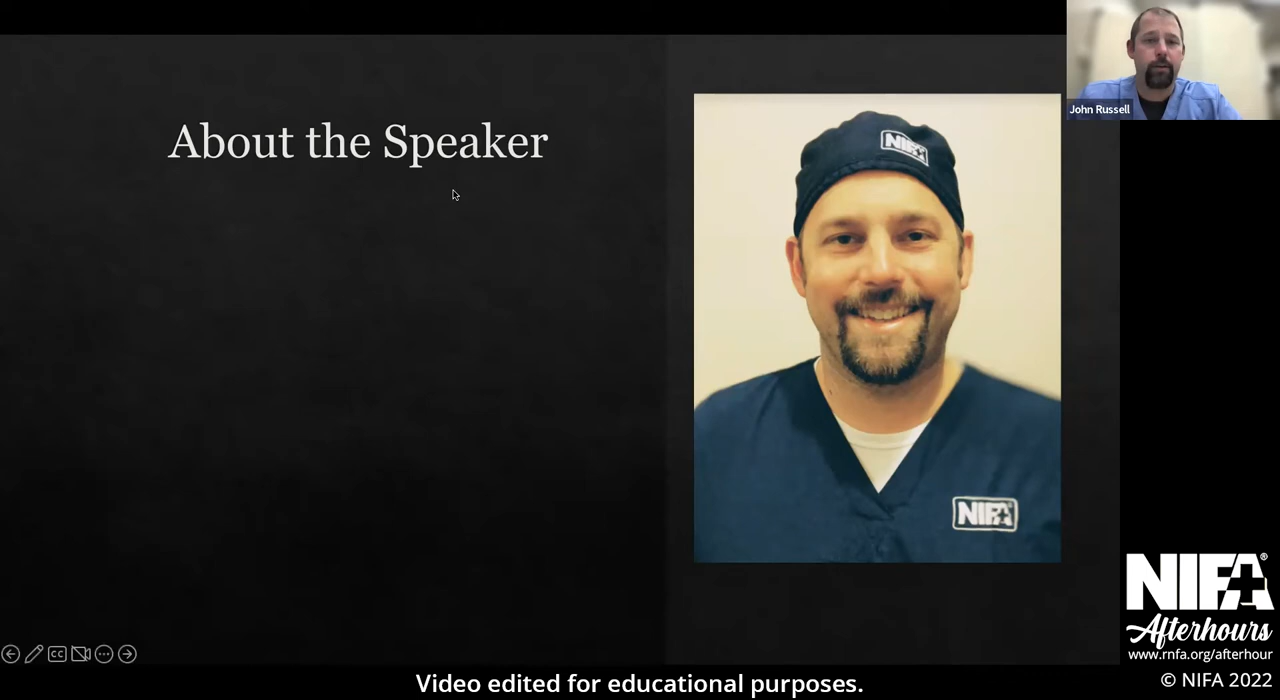 About the Speaker
John Russell
NIFA
NIFA
CC
NIFA®
Afterhours
www.rnfa.org/afterhour
© NIFA 2022
Video edited for educational purposes.